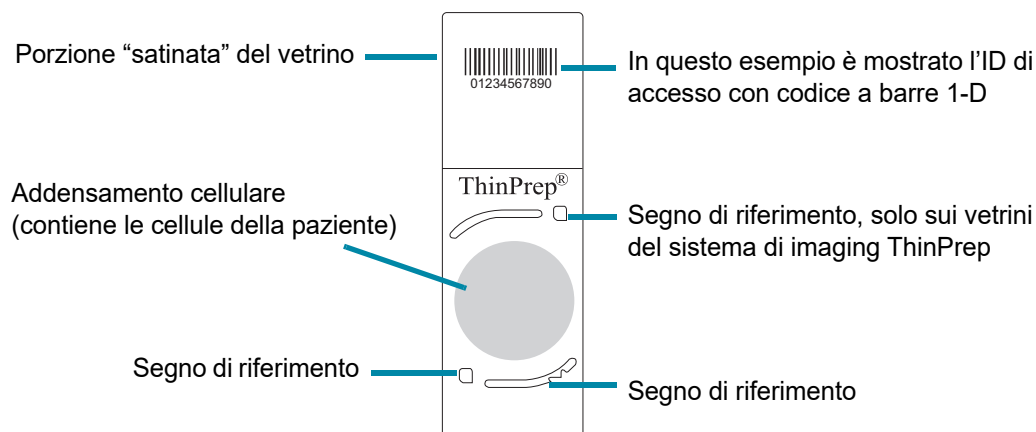 Porzione “satinata” del vetrino
01234567890
In questo esempio è mostrato l’ID di
accesso con codice a barre 1-D
ThinPrep®
Addensamento cellulare
(contiene le cellule della paziente)
Segno di riferimento, solo sui vetrini
del sistema di imaging ThinPrep
Segno di riferimento
Segno di riferimento